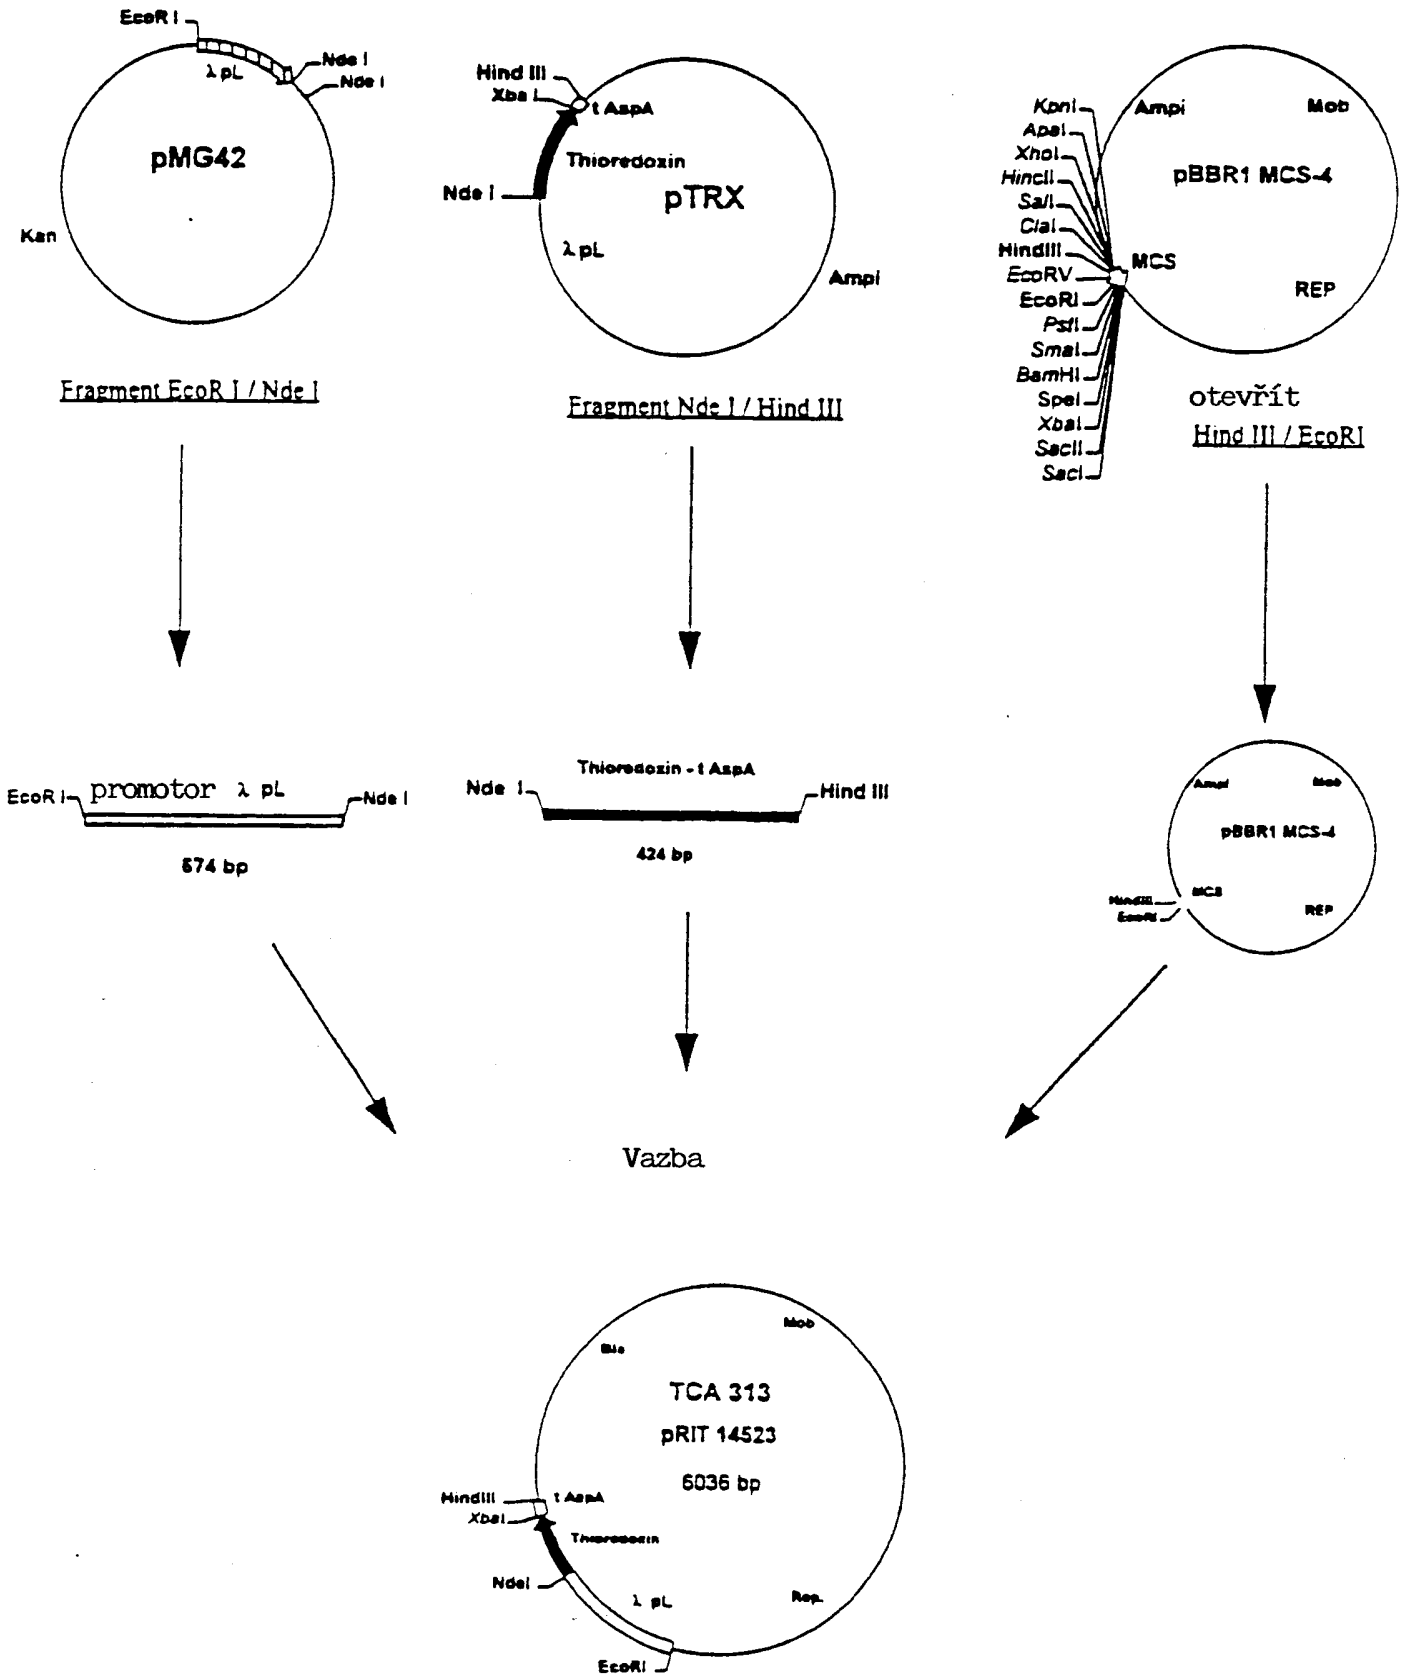 EcoR I
Nde I
Nde I
λ pL
pMG42
Kan
Fragment EcoR I / Nde I
Hind III
Xba I
t AspA
Thioredoxin
Nde I
pTRX
λ pL
Ampi
Fragment Nde I / Hind III
KpnI
ApaI
XhoI
HincII
SalI
ClaI
HindIII
EcoRV
EcoRI
PstI
SmaI
BamHI
SpeI
XbaI
SacII
SacI
Ampi
Mob
pBBR1 MCS-4
MCS
REP
otevřít
Hind III / EcoRI
EcoR I
promotor λ pL
Nde I
674 bp
Thioredoxin - t AspA
Nde I
Hind III
424 bp
Ampi
Mob
pBBR1 MCS-4
MCS
HindIII
EcoRI
REP
Vazba
Mob
Bla
TCA 313
pRIT 14523
6036 bp
HindIII
t AspA
XbaI
Thioredoxin
NdeI
λ pL
Rep.
EcoRI